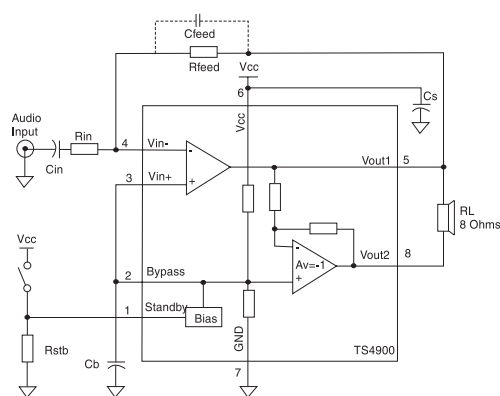 Cfeed
Rfeed
Vcc
6
Cs
Audio
Input
Rin
Cin
4
Vin-
-
Vcc
Vout1
5
3
Vin+
+
RL
8 Ohms
Vcc
-
Av=-1
+
Vout2
8
2
Bypass
1
Standby
Bias
Rstb
Cb
GND
7
TS4900